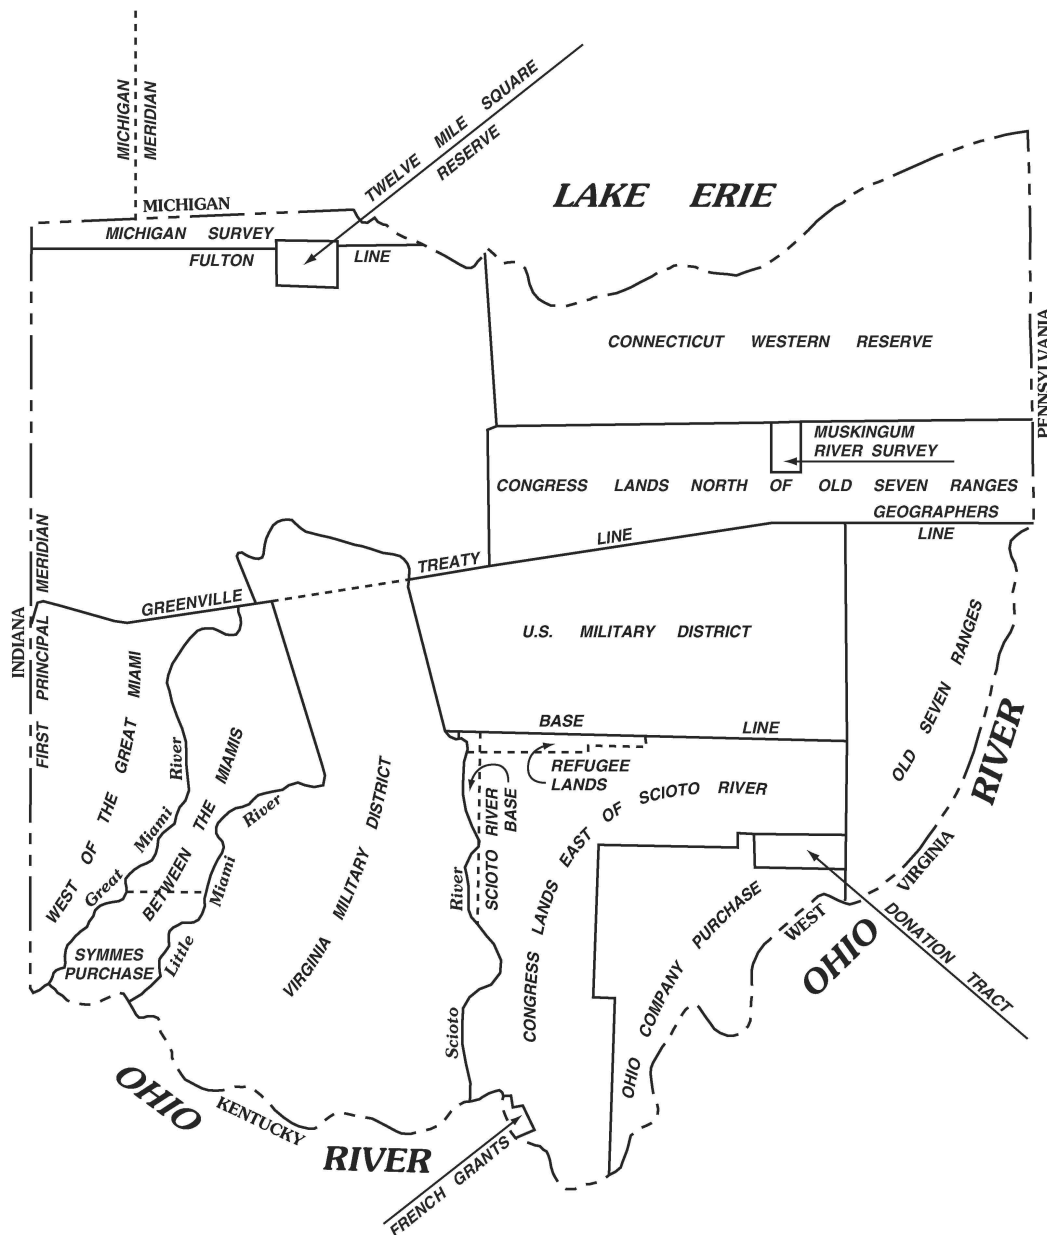 MICHIGAN
MERIDIAN
TWELVE MILE SQUARE
RESERVE
LAKE ERIE
MICHIGAN
MICHIGAN SURVEY
FULTON LINE
CONNECTICUT WESTERN RESERVE
PENNSYLVANIA
MUSKINGUM
RIVER SURVEY
CONGRESS LANDS NORTH OF OLD SEVEN RANGES
GEOGRAPHERS
LINE
GREENVILLE TREATY LINE
INDIANA
FIRST PRINCIPAL MERIDIAN
U.S. MILITARY DISTRICT
OLD SEVEN RANGES
WEST OF THE GREAT MIAMI
Great Miami River
BETWEEN THE MIAMIS
Little Miami River
VIRGINIA MILITARY DISTRICT
BASE LINE
REFUGEE
LANDS
SCIOTO RIVER
BASE
Scioto River
CONGRESS LANDS EAST OF SCIOTO RIVER
SYMMES
PURCHASE
OHIO COMPANY PURCHASE
DONATION TRACT
WEST VIRGINIA
OHIO RIVER
KENTUCKY
OHIO RIVER
FRENCH GRANTS